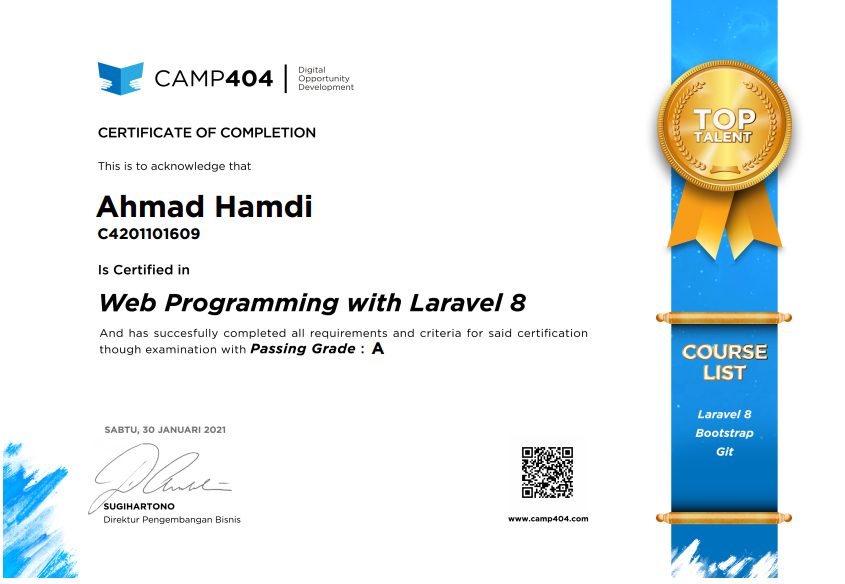 CAMP404
Digital
Opportunity
Development
CERTIFICATE OF COMPLETION
This is to acknowledge that
Ahmad Hamdi
C4201101609
Is Certified in
Web Programming with Laravel 8
And has succesfully completed all requirements and criteria for said certification
though examination with Passing Grade : A
SABTU, 30 JANUARI 2021
SUGIHARTONO
Direktur Pengembangan Bisnis
www.camp404.com
TOP
TALENT
COURSE
LIST
Laravel 8
Bootstrap
Git